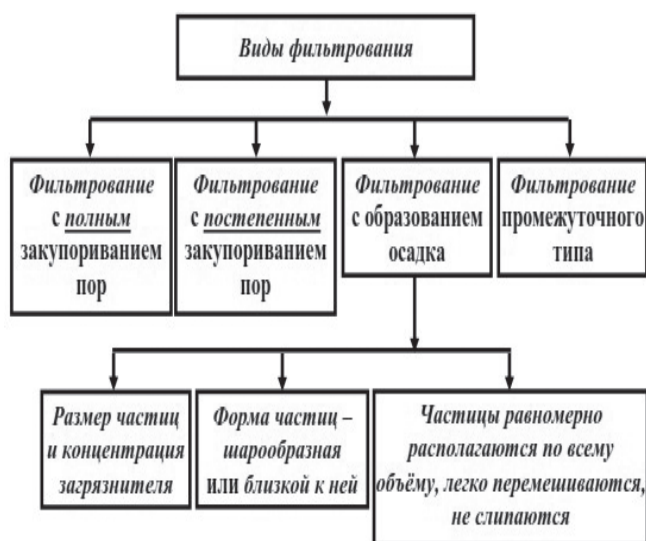 Виды фильтрования
Фильтрование
с полным
закупориванием
пор
Фильтрование
с постепенным
закупориванием
пор
Фильтрование
с образованием
осадка
Фильтрование
промежуточного
типа
Размер частиц
и концентрация
загрязнителя
Форма частиц –
шарообразная
или близкой к ней
Частицы равномерно
располагаются по всему
объёму, легко перемешиваются,
не слипаются